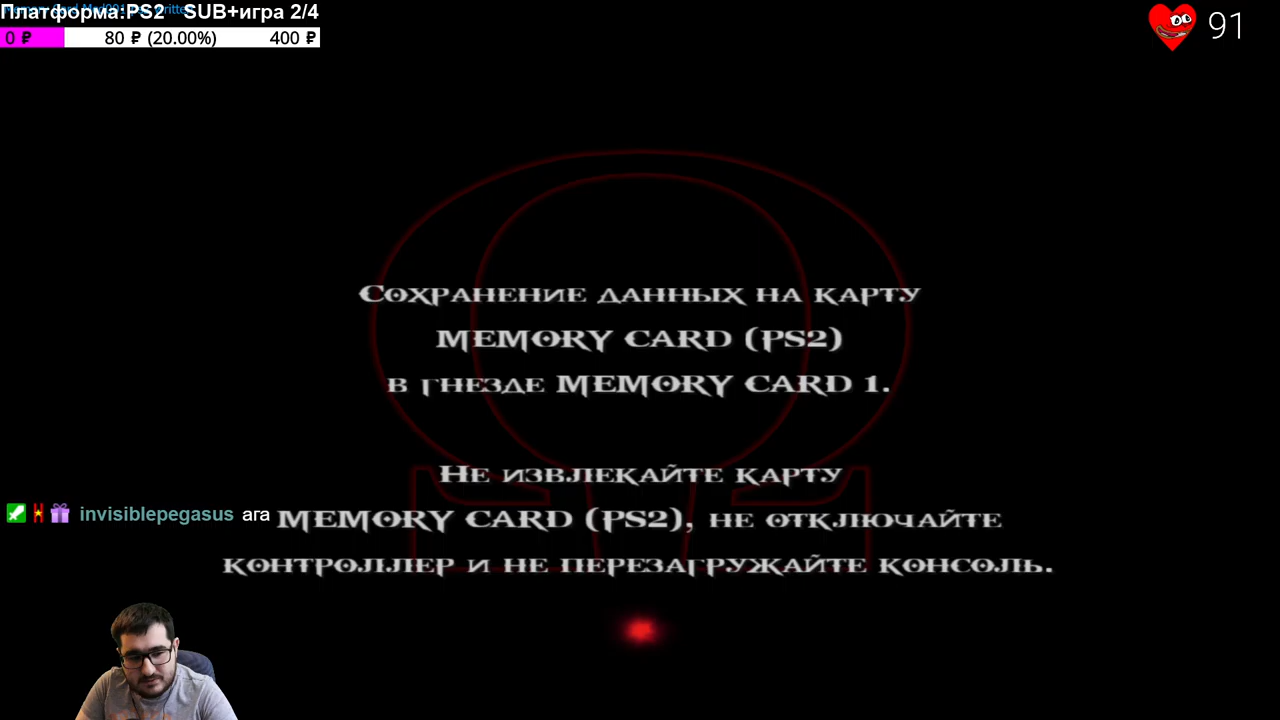 Платформа:PS2 SUB+игра 2/4
0 ₽ 80 ₽ (20.00%) 400 ₽
91
Сохранение данных на карту
MEMORY CARD (PS2)
в гнезде MEMORY CARD 1.
Не извлекайте карту
invisiblepegasus ага
MEMORY CARD (PS2), не отключайте
контроллер и не перезагружайте консоль.